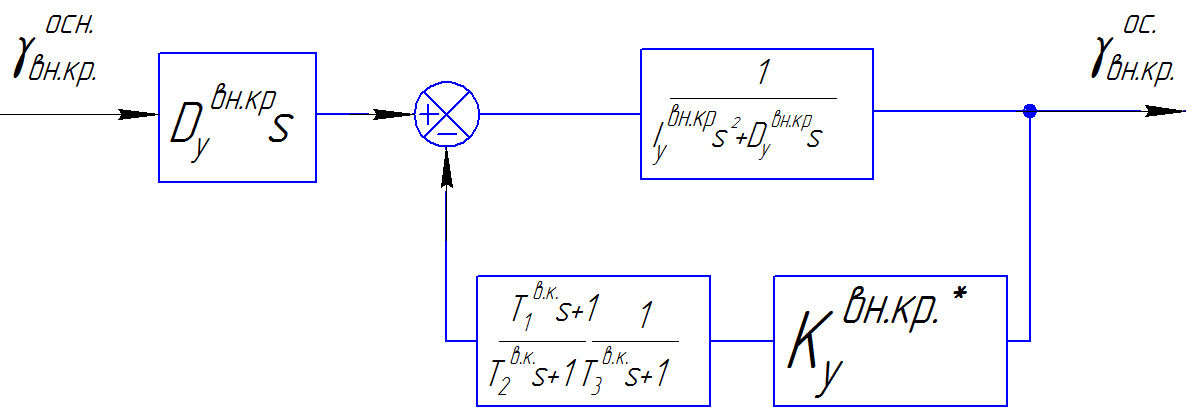 γ осн. вн.кр.
γ ос. вн.кр.
D у вн.кр s
+
−
1
I у вн.кр s 2 + D у вн.кр s
T 1 в.к. s+1 1
T 2 в.к. s+1 T 3 в.к. s+1
K у вн.кр. *